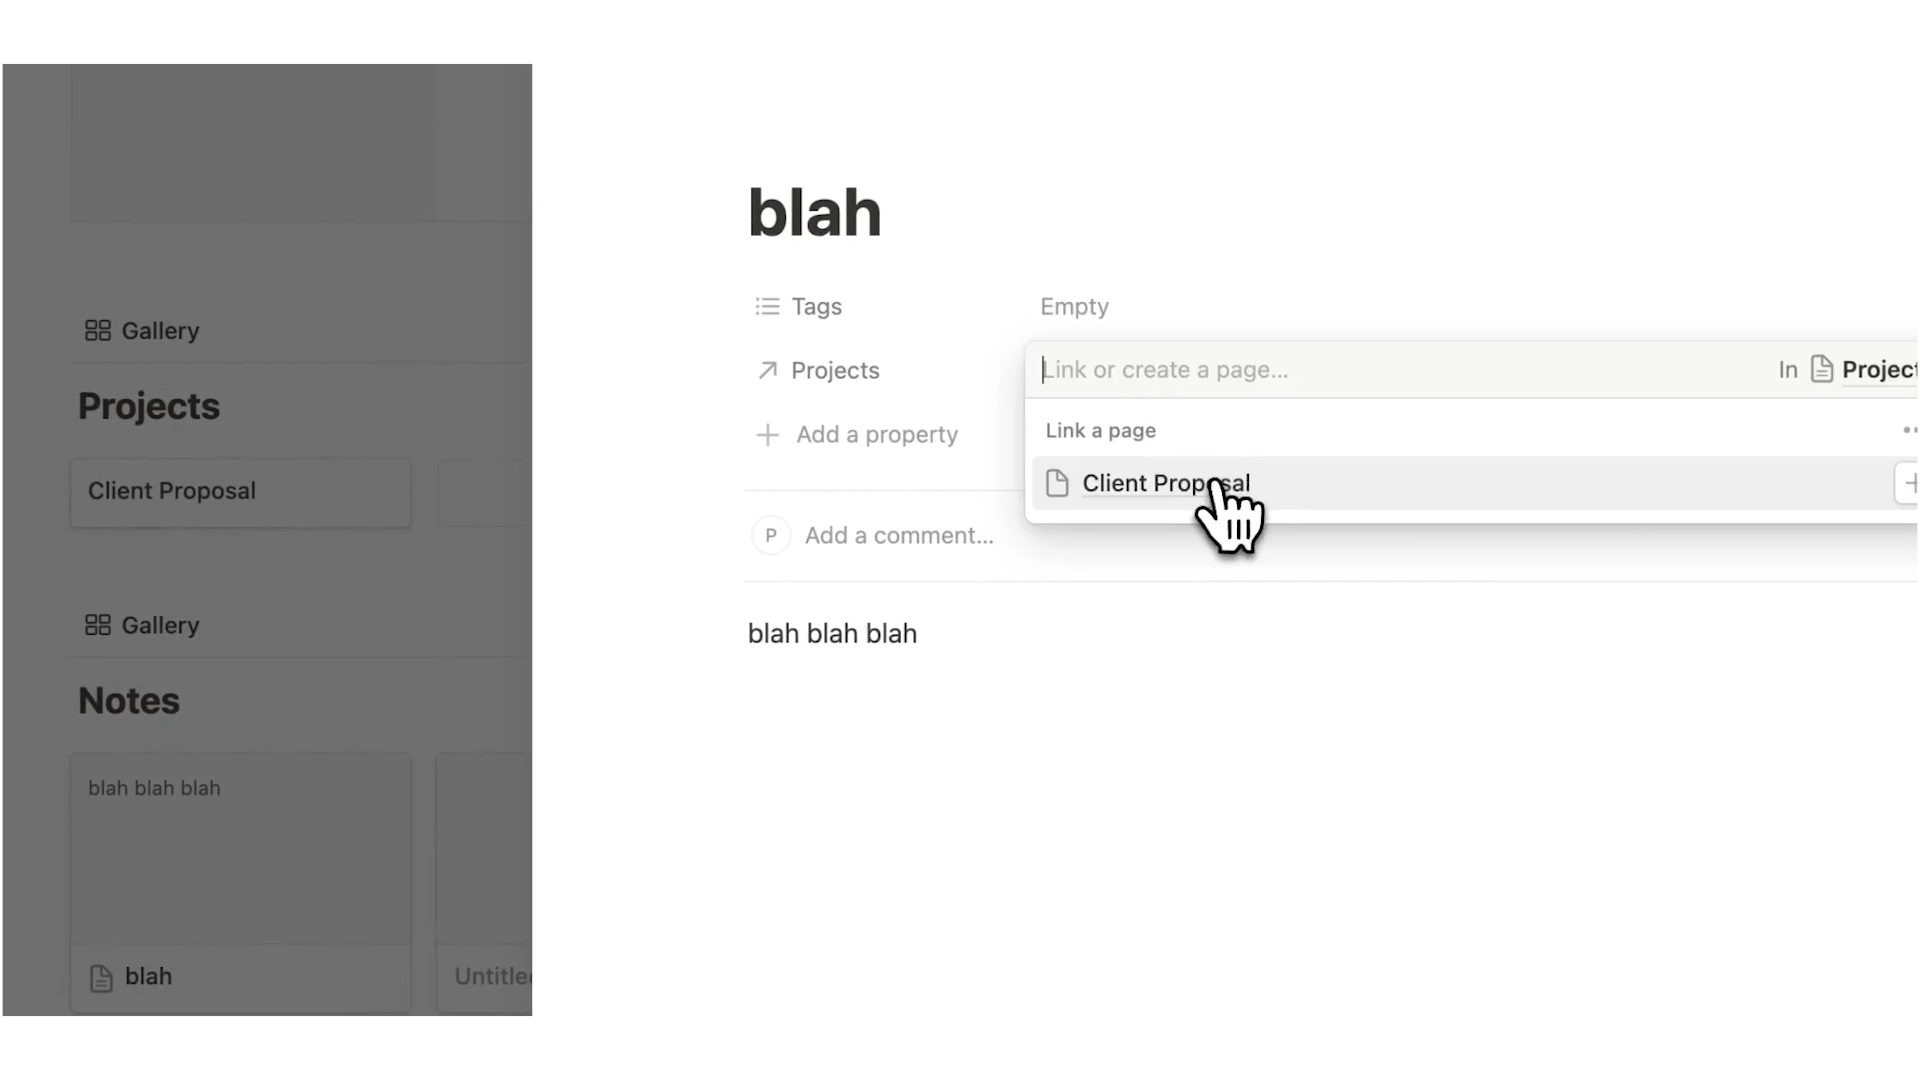 Gallery
Projects
Client Proposal
Gallery
Notes
blah blah blah
blah
blah
Tags
Empty
Projects
Link or create a page...
In
Add a property
Link a page
Client Proposal
P
Add a comment...
blah blah blah